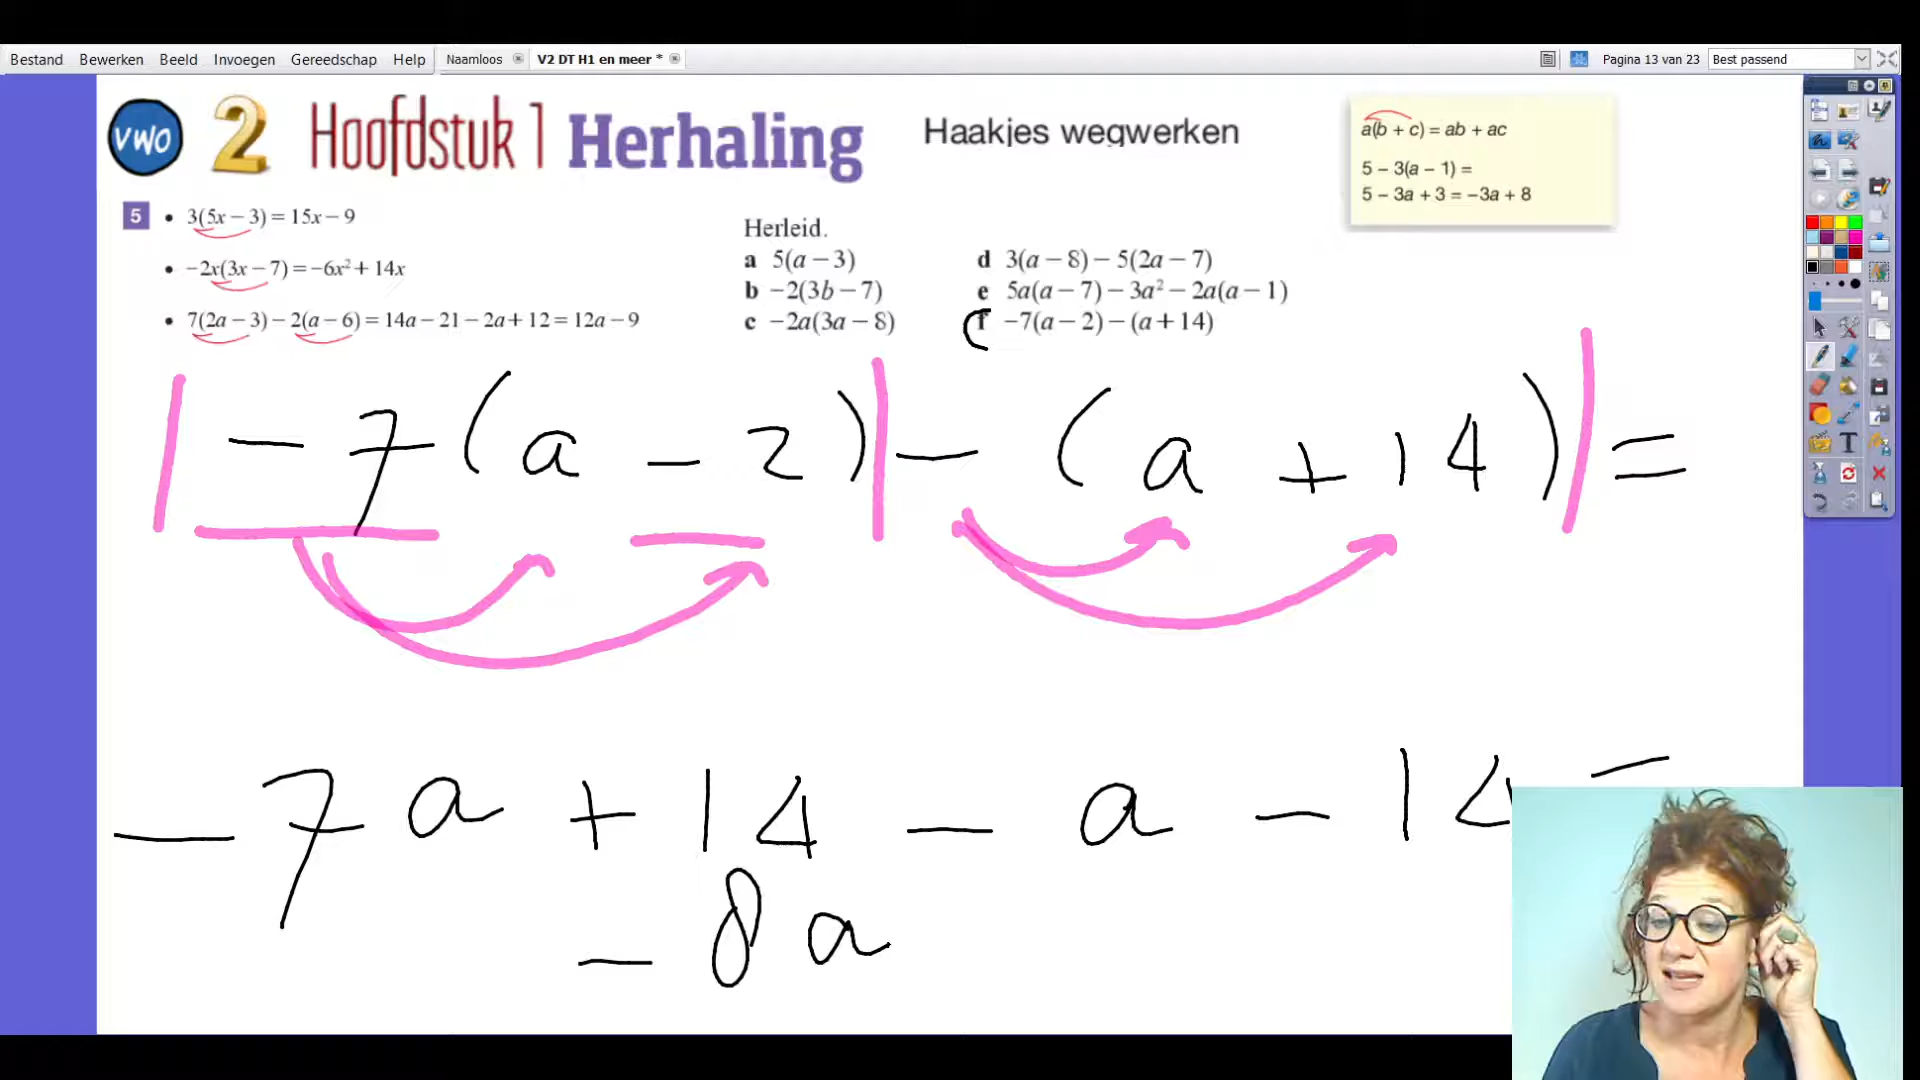 Bestand Bewerken Beeld Invoegen Gereedschap Help Naamloos V2 DT H1 en meer * Pagina 13 van 23 Best passend
VWO 2 Hoofdstuk 1 Herhaling Haakjes wegwerken
a(b + c) = ab + ac
5 − 3(a − 1) =
5 − 3a + 3 = −3a + 8
5 • 3(5x − 3) = 15x − 9
• −2x(3x − 7) = −6x² + 14x
• 7(2a − 3) − 2(a − 6) = 14a − 21 − 2a + 12 = 12a − 9
Herleid.
a 5(a − 3)
b −2(3b − 7)
c −2a(3a − 8)
d 3(a − 8) − 5(2a − 7)
e 5a(a − 7) − 3a² − 2a(a − 1)
f −7(a − 2) − (a + 14)
− 7 (a − 2) − (a + 14) =
− 7a + 14 − a − 14
− 8a